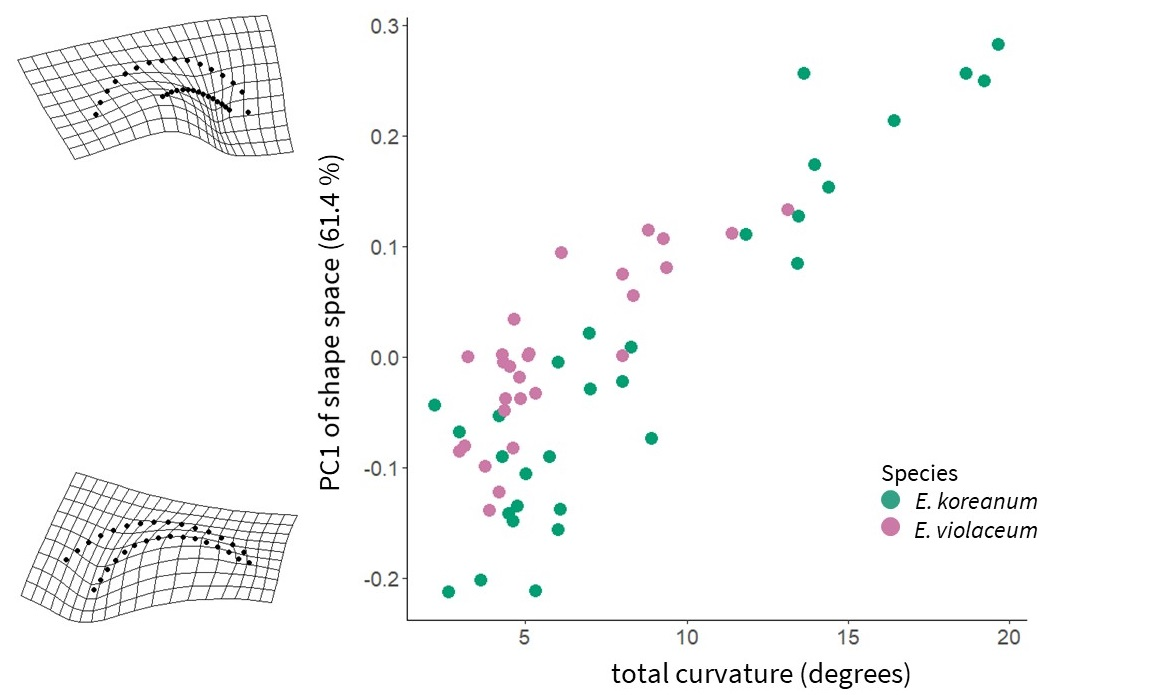 0.3
0.2
0.1
0.0
-0.1
-0.2
PC1 of shape space (61.4 %)
Species
E. koreanum
E. violaceum
5 10 15 20
total curvature (degrees)